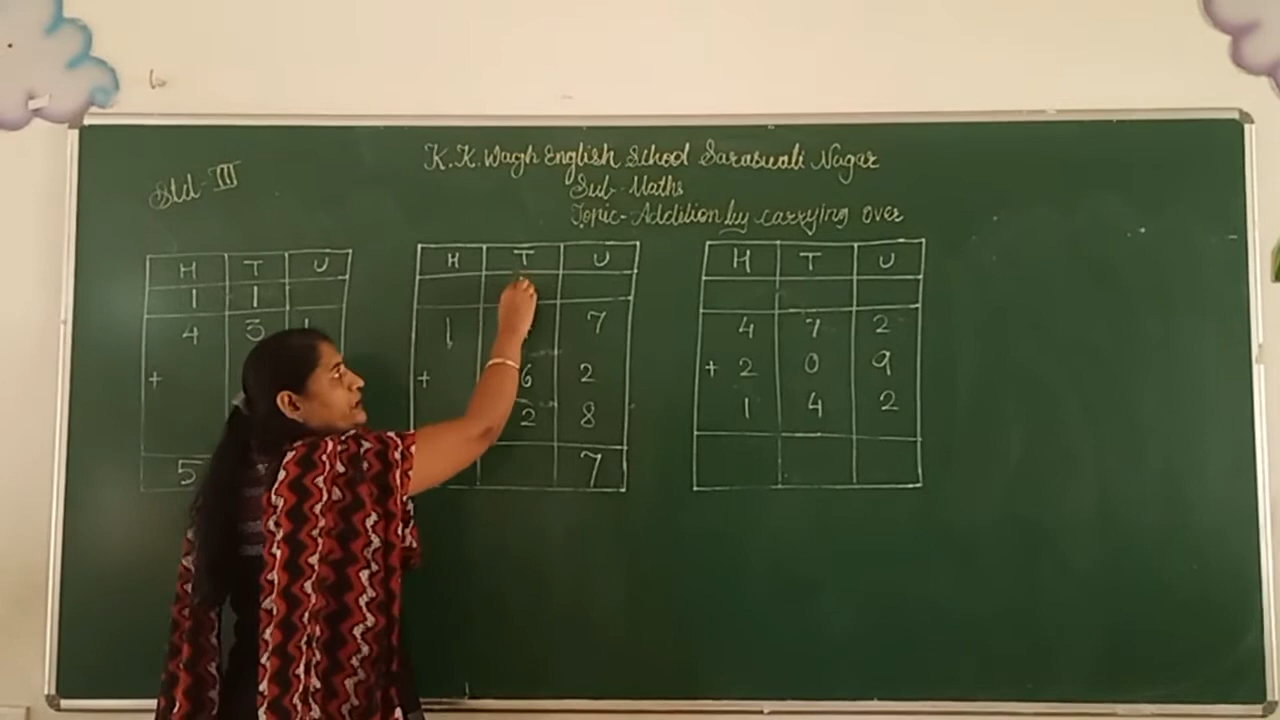 Std - III
K.K. Wagh English School Saraswati Nagar
Sub - Maths
Topic - Addition by carrying over
H T U
1 1
4 3
+
5
H T U
1 7
+ 6 2
2 8
7
H T U
4 7 2
+ 2 0 9
1 4 2